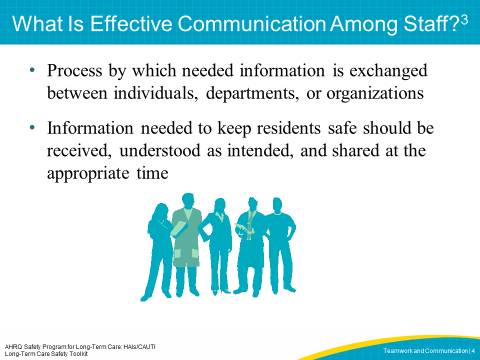 What Is Effective Communication Among Staff?³
• Process by which needed information is exchanged
between individuals, departments, or organizations
• Information needed to keep residents safe should be
received, understood as intended, and shared at the
appropriate time
AHRQ Safety Program for Long-Term Care: HAIs/CAUTI
Long-Term Care Safety Toolkit
Teamwork and Communication | 4